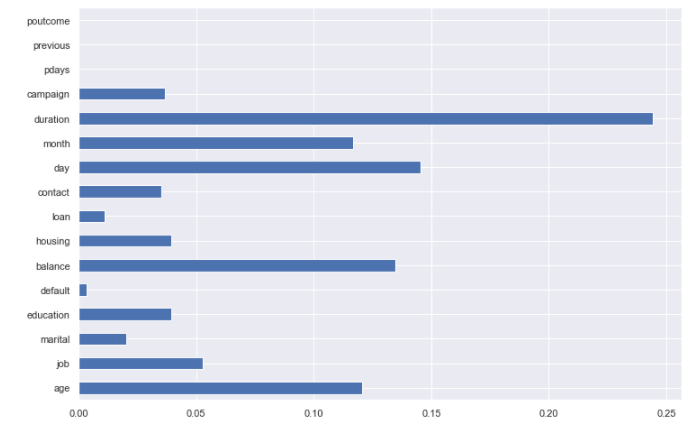 poutcome
previous
pdays
campaign
duration
month
day
contact
loan
housing
balance
default
education
marital
job
age
0.00 0.05 0.10 0.15 0.20 0.25